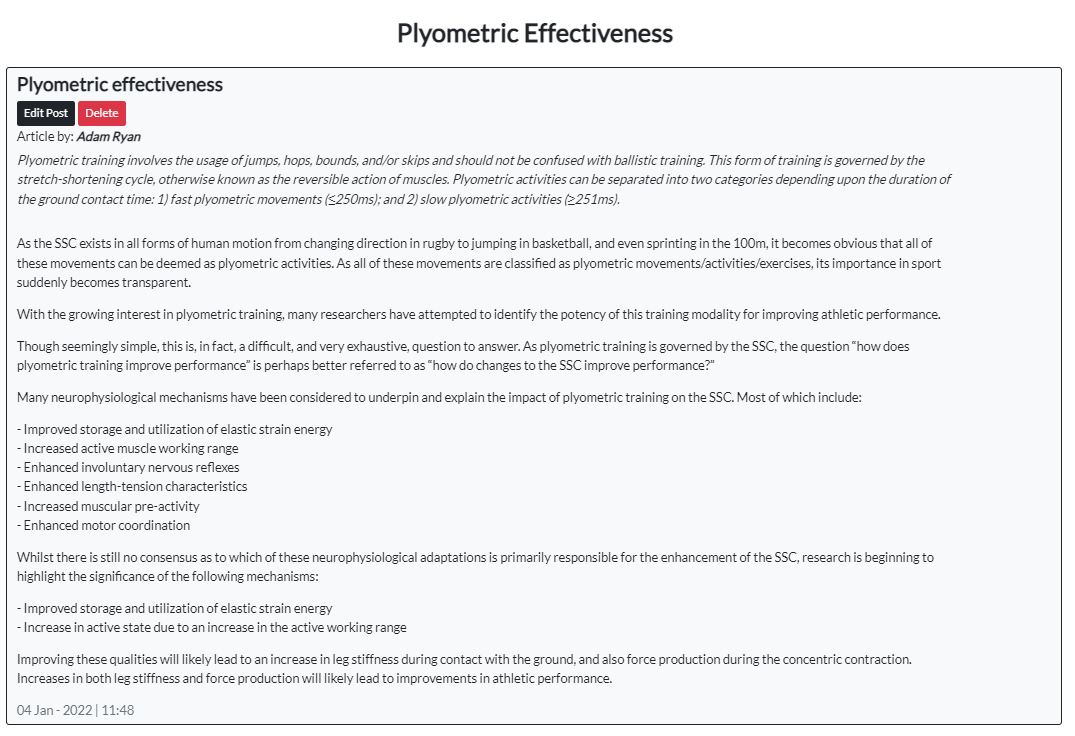 Plyometric Effectiveness
Plyometric effectiveness
Edit Post Delete
Article by: Adam Ryan
Plyometric training involves the usage of jumps, hops, bounds, and/or skips and should not be confused with ballistic training. This form of training is governed by the
stretch-shortening cycle, otherwise known as the reversible action of muscles. Plyometric activities can be separated into two categories depending upon the duration of
the ground contact time: 1) fast plyometric movements (≤250ms); and 2) slow plyometric activities (≥251ms).
As the SSC exists in all forms of human motion from changing direction in rugby to jumping in basketball, and even sprinting in the 100m, it becomes obvious that all of
these movements can be deemed as plyometric activities. As all of these movements are classified as plyometric movements/activities/exercises, its importance in sport
suddenly becomes transparent.
With the growing interest in plyometric training, many researchers have attempted to identify the potency of this training modality for improving athletic performance.
Though seemingly simple, this is, in fact, a difficult, and very exhaustive, question to answer. As plyometric training is governed by the SSC, the question “how does
plyometric training improve performance” is perhaps better referred to as “how do changes to the SSC improve performance?”
Many neurophysiological mechanisms have been considered to underpin and explain the impact of plyometric training on the SSC. Most of which include:
- Improved storage and utilization of elastic strain energy
- Increased active muscle working range
- Enhanced involuntary nervous reflexes
- Enhanced length-tension characteristics
- Increased muscular pre-activity
- Enhanced motor coordination
Whilst there is still no consensus as to which of these neurophysiological adaptations is primarily responsible for the enhancement of the SSC, research is beginning to
highlight the significance of the following mechanisms:
- Improved storage and utilization of elastic strain energy
- Increase in active state due to an increase in the active working range
Improving these qualities will likely lead to an increase in leg stiffness during contact with the ground, and also force production during the concentric contraction.
Increases in both leg stiffness and force production will likely lead to improvements in athletic performance.
04 Jan - 2022 | 11:48